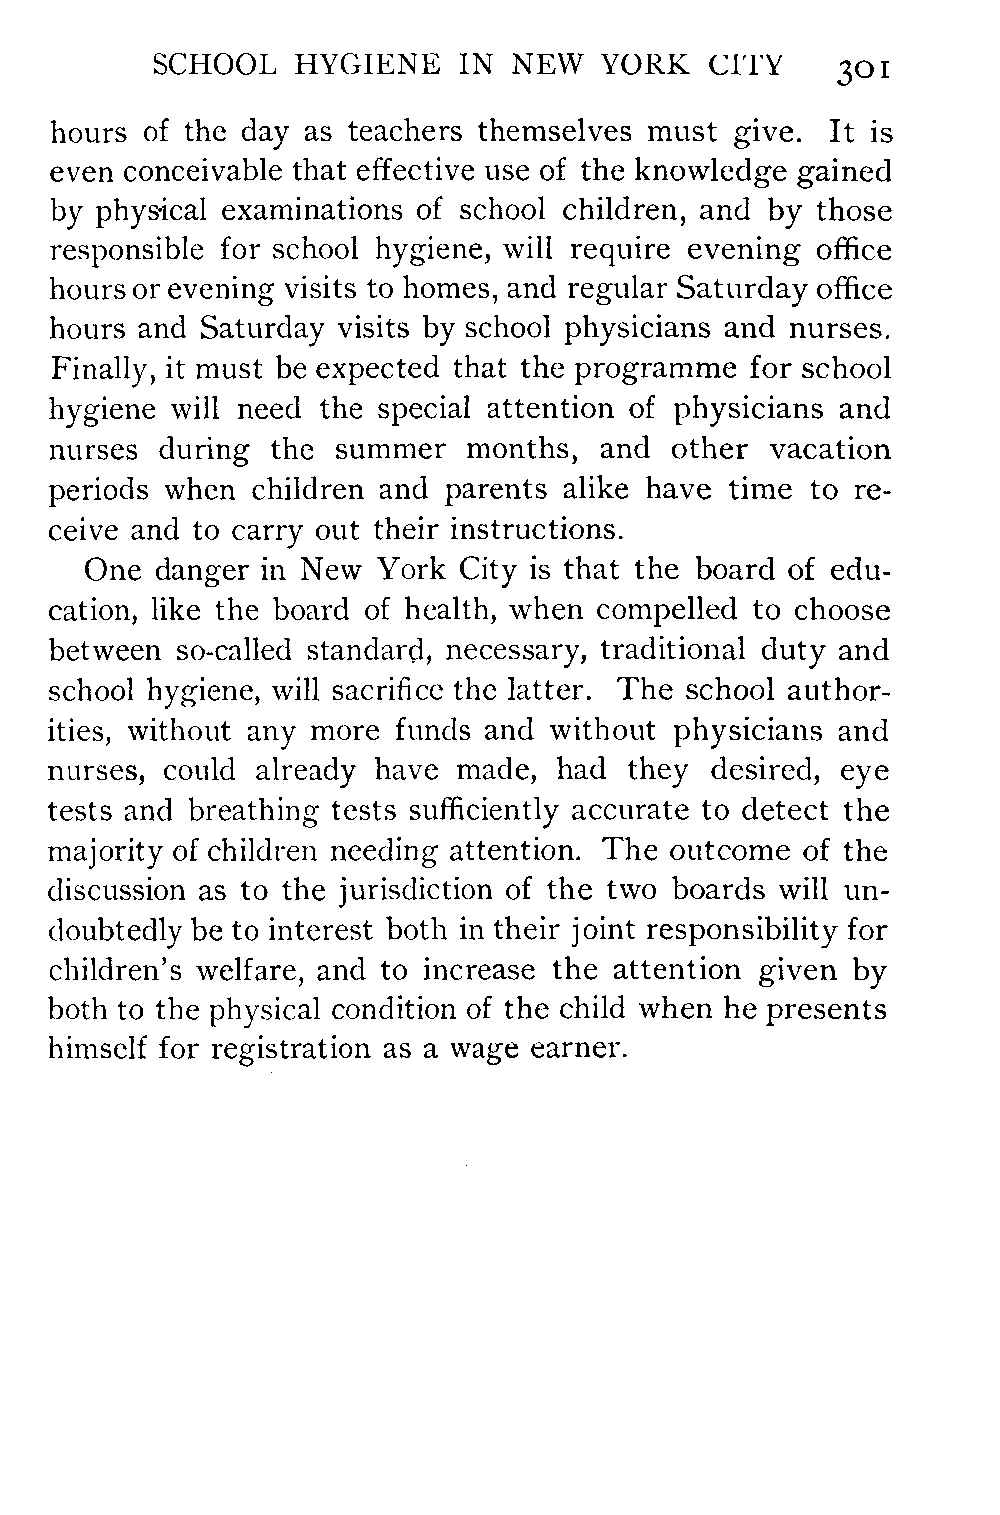 SCHOOL HYGIENE IN NEW YORK CITY 301
hours of the day as teachers themselves must give. It is
even conceivable that effective use of the knowledge gained
by physical examinations of school children, and by those
responsible for school hygiene, will require evening office
hours or evening visits to homes, and regular Saturday office
hours and Saturday visits by school physicians and nurses.
Finally, it must be expected that the programme for school
hygiene will need the special attention of physicians and
nurses during the summer months, and other vacation
periods when children and parents alike have time to re-
ceive and to carry out their instructions.
One danger in New York City is that the board of edu-
cation, like the board of health, when compelled to choose
between so-called standard, necessary, traditional duty and
school hygiene, will sacrifice the latter. The school author-
ities, without any more funds and without physicians and
nurses, could already have made, had they desired, eye
tests and breathing tests sufficiently accurate to detect the
majority of children needing attention. The outcome of the
discussion as to the jurisdiction of the two boards will un-
doubtedly be to interest both in their joint responsibility for
children's welfare, and to increase the attention given by
both to the physical condition of the child when he presents
himself for registration as a wage earner.